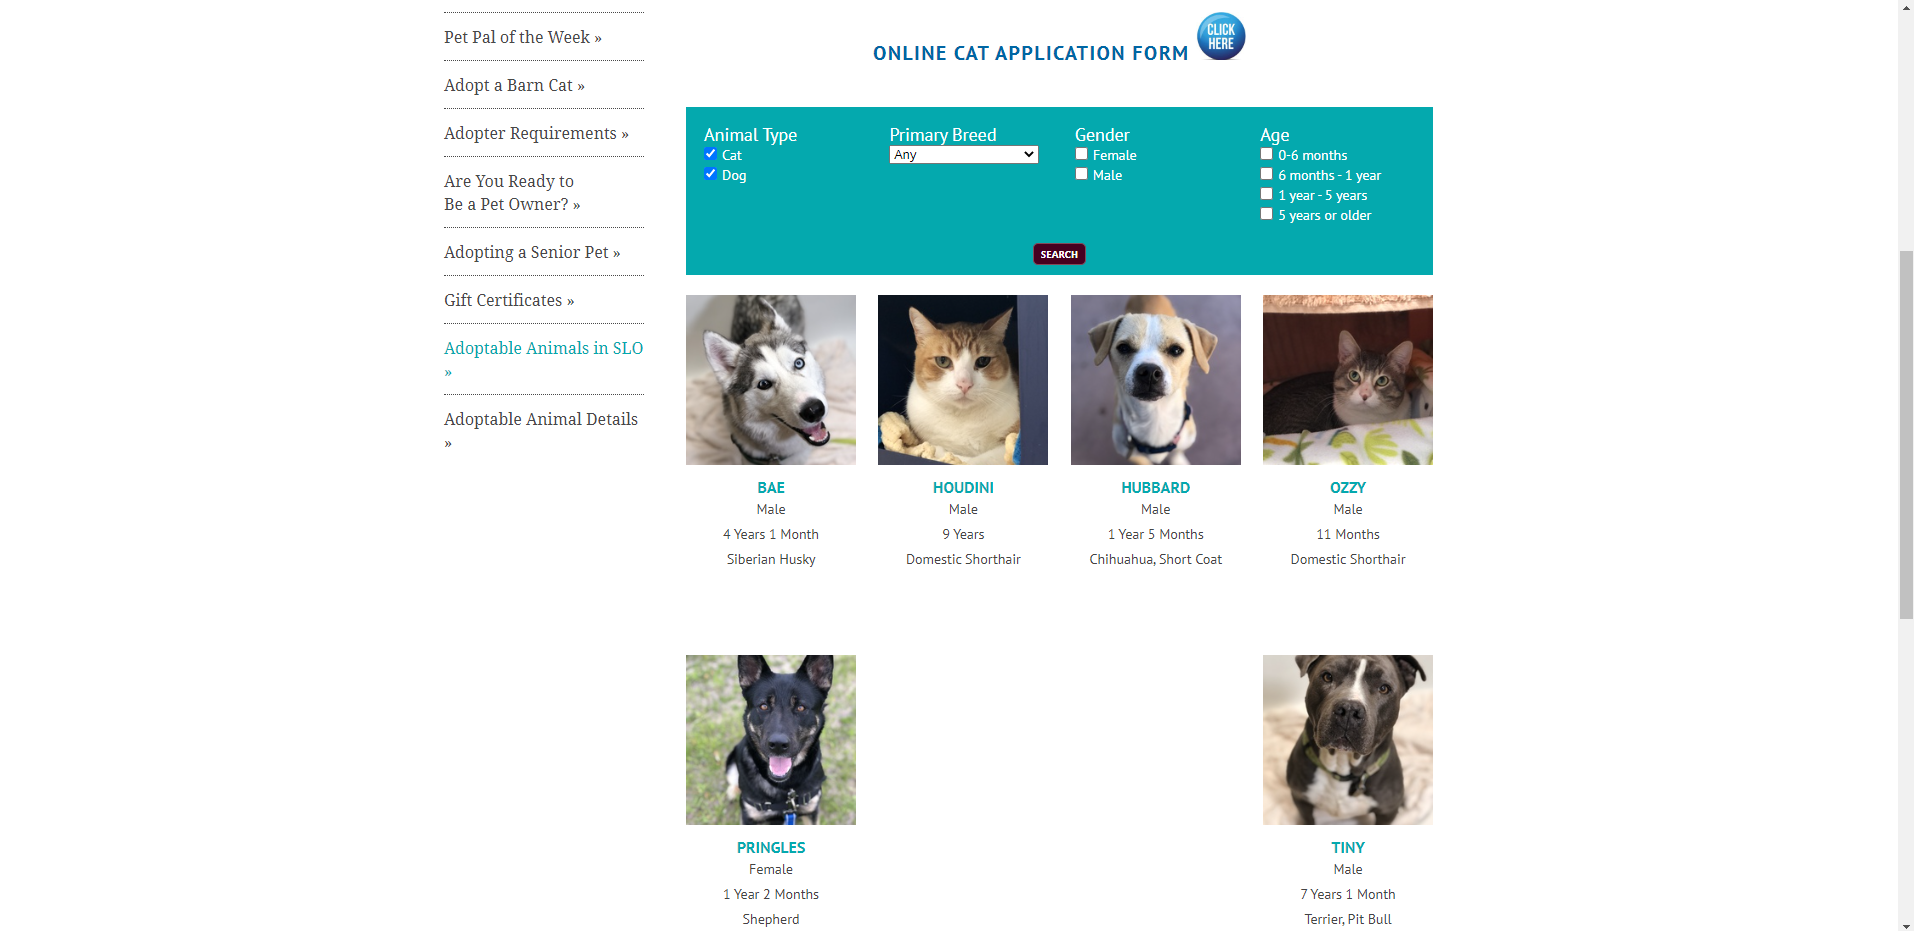 Pet Pal of the Week »
Adopt a Barn Cat »
Adopter Requirements »
Are You Ready to
Be a Pet Owner? »
Adopting a Senior Pet »
Gift Certificates »
Adoptable Animals in SLO
»
Adoptable Animal Details
»
ONLINE CAT APPLICATION FORM
CLICK
HERE
Animal Type
Cat
Dog
Primary Breed
Any
Gender
Female
Male
Age
0-6 months
6 months - 1 year
1 year - 5 years
5 years or older
SEARCH
BAE
Male
4 Years 1 Month
Siberian Husky
HOUDINI
Male
9 Years
Domestic Shorthair
HUBBARD
Male
1 Year 5 Months
Chihuahua, Short Coat
OZZY
Male
11 Months
Domestic Shorthair
PRINGLES
Female
1 Year 2 Months
Shepherd
TINY
Male
7 Years 1 Month
Terrier, Pit Bull